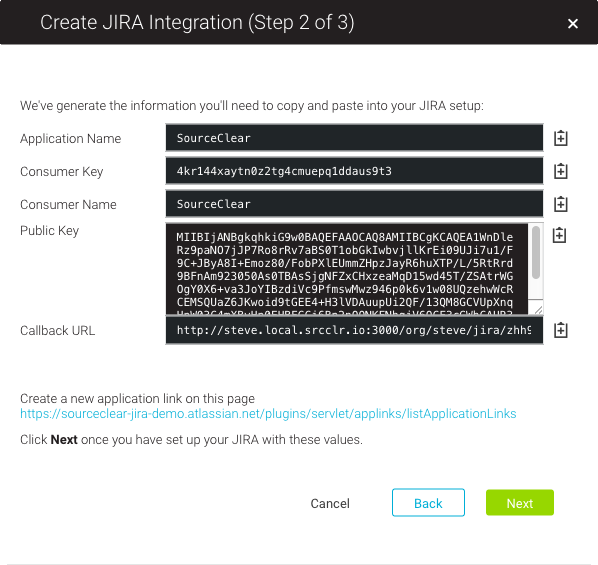 Create JIRA Integration (Step 2 of 3)
We've generate the information you'll need to copy and paste into your JIRA setup:
Application Name
SourceClear
Consumer Key
4kr144xaytn0z2tg4cmuepq1ddaus9t3
Consumer Name
SourceClear
Public Key
MIIBIjANBgkqhkiG9w0BAQEFAAOCAQ8AMIIBCgKCAQEA1WnDle
Rz9paNO7jJP7Ro8rRv7aBS0T1obGkIwbvjllKrEi09UJi7u1/F
9C+JByA8I+Emoz80/FobPXlEUmmZHpzJayR6huXTP/L/5RtRrd
9BFnAm923050As0TBAsSjgNFZxCHxzeaMqD15wd45T/ZSAtrWG
OgY0X6+va3JoYIBzdiVc9PfmswMwz946p0k6v1w08UQzehwWcR
CEMSQUaZ6JKwoid9tGEE4+H3lVDAuupUi2QF/13QM8GCVUpXnq
Callback URL
http://steve.local.srcclr.io:3000/org/steve/jira/zhh9
Create a new application link on this page
https://sourceclear-jira-demo.atlassian.net/plugins/servlet/applinks/listApplicationLinks
Click Next once you have set up your JIRA with these values.
Cancel
Back
Next